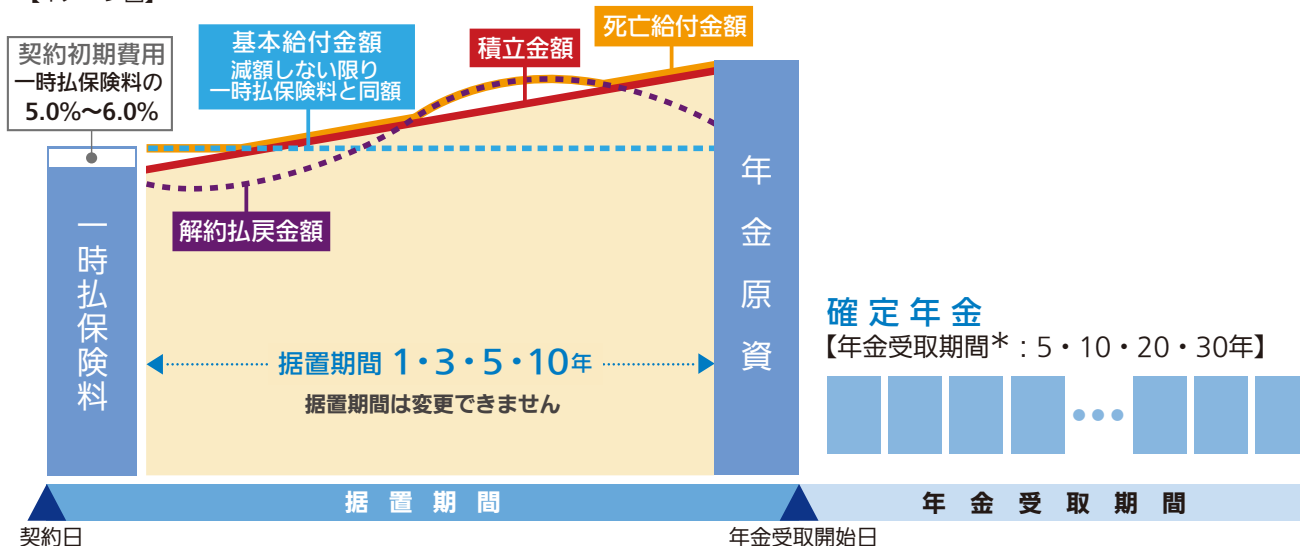 契約初期費用
一時払保険料の
5.0%～6.0%
基本給付金額
減額しない限り
一時払保険料と同額
積立金額
死亡給付金額
解約払戻金額
一時払保険料
年金原資
据置期間 1・3・5・10年
据置期間は変更できません
確定年金
【年金受取期間＊：5・10・20・30年】
据置期間
年金受取期間
契約日
年金受取開始日